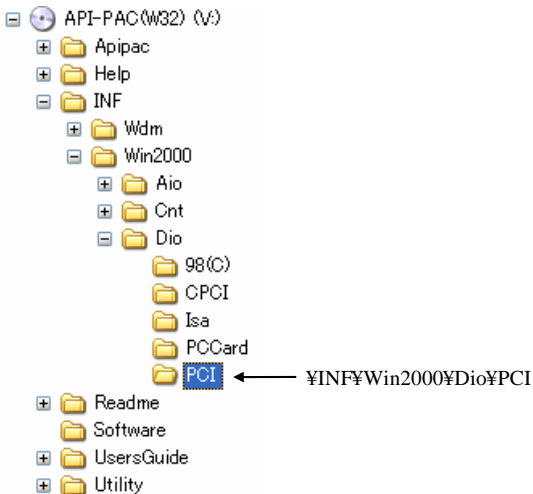 API-PAC(W32) (V:)
Apipac
Help
INF
Wdm
Win2000
Aio
Cnt
Dio
98(C)
CPCI
Isa
PCCard
PCI ¥INF¥Win2000¥Dio¥PCI
Readme
Software
UsersGuide
Utility